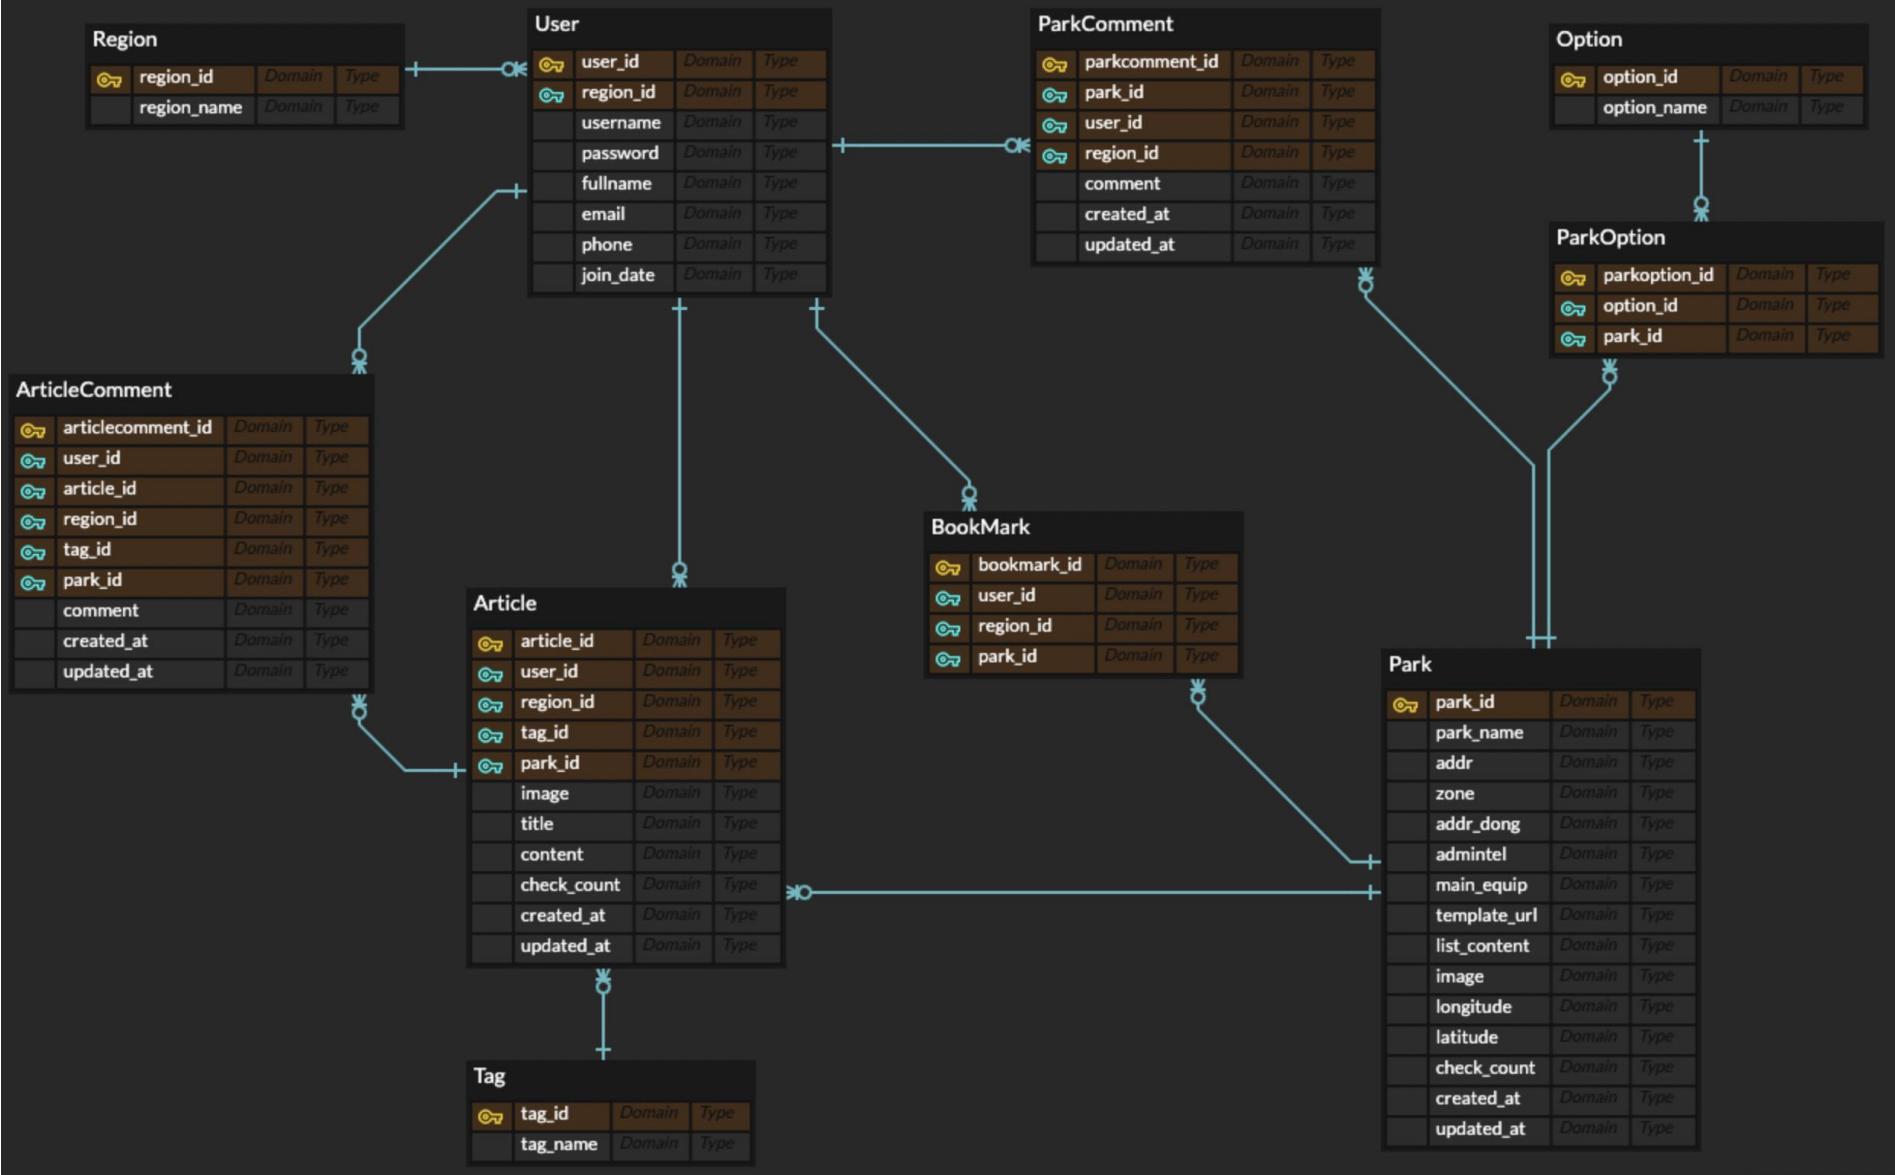 Region
region_id Domain Type
region_name Domain Type
User
user_id Domain Type
region_id Domain Type
username Domain Type
password Domain Type
fullname Domain Type
email Domain Type
phone Domain Type
join_date Domain Type
ParkComment
parkcomment_id Domain Type
park_id Domain Type
user_id Domain Type
region_id Domain Type
comment Domain Type
created_at Domain Type
updated_at Domain Type
Option
option_id Domain Type
option_name Domain Type
ParkOption
parkoption_id Domain Type
option_id Domain Type
park_id Domain Type
ArticleComment
articlecomment_id Domain Type
user_id Domain Type
article_id Domain Type
region_id Domain Type
tag_id Domain Type
park_id Domain Type
comment Domain Type
created_at Domain Type
updated_at Domain Type
Article
article_id Domain Type
user_id Domain Type
region_id Domain Type
tag_id Domain Type
park_id Domain Type
image Domain Type
title Domain Type
content Domain Type
check_count Domain Type
created_at Domain Type
updated_at Domain Type
BookMark
bookmark_id Domain Type
user_id Domain Type
region_id Domain Type
park_id Domain Type
Park
park_id Domain Type
park_name Domain Type
addr Domain Type
zone Domain Type
addr_dong Domain Type
admintel Domain Type
main_equip Domain Type
template_url Domain Type
list_content Domain Type
image Domain Type
longitude Domain Type
latitude Domain Type
check_count Domain Type
created_at Domain Type
updated_at Domain Type
Tag
tag_id Domain Type
tag_name Domain Type